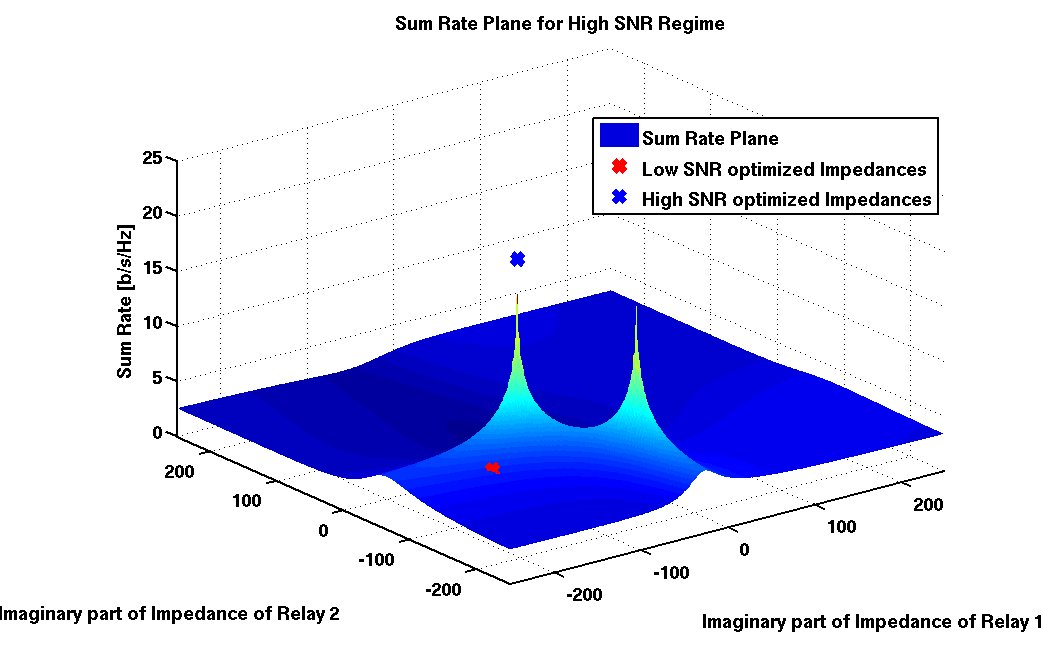 Sum Rate Plane for High SNR Regime
Sum Rate Plane
Low SNR optimized Impedances
High SNR optimized Impedances
Sum Rate [b/s/Hz]
25
20
15
10
5
0
200
100
0
-100
-200
-200
-100
0
100
200
Imaginary part of Impedance of Relay 2
Imaginary part of Impedance of Relay 1